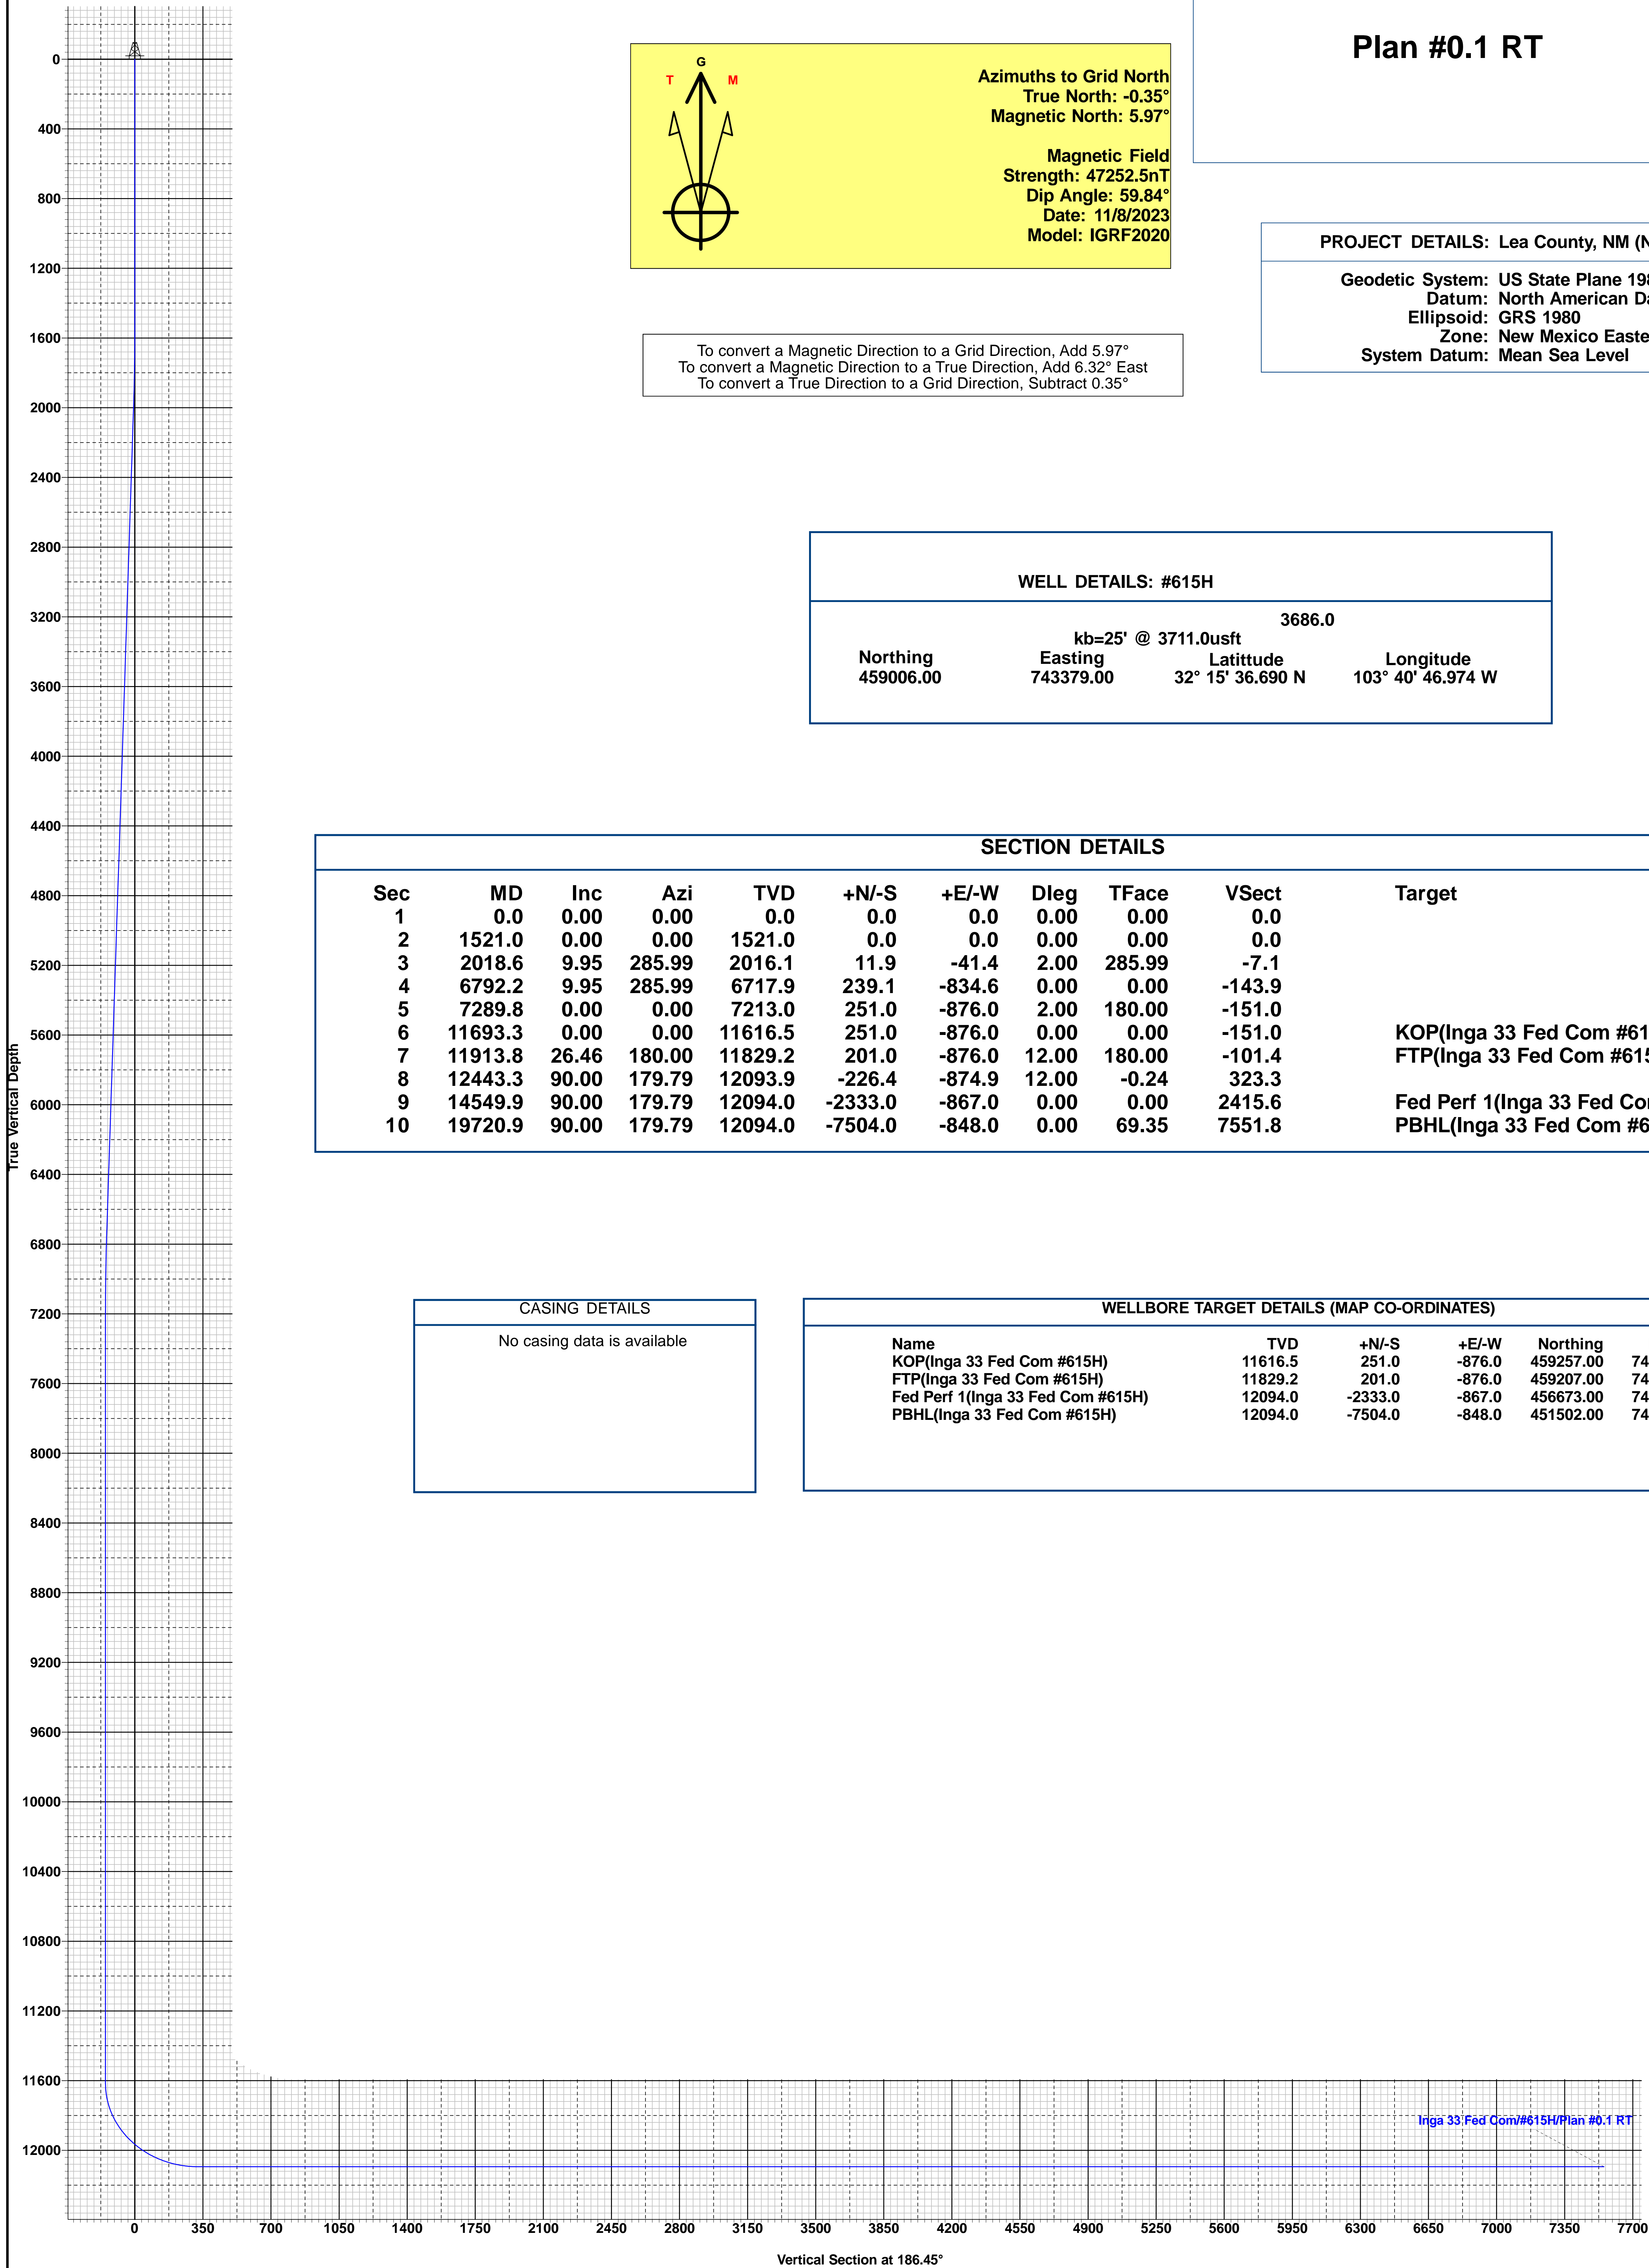 Plan #0.1 RT
G
T M
Azimuths to Grid North
True North: -0.35°
Magnetic North: 5.97°
Magnetic Field
Strength: 47252.5nT
Dip Angle: 59.84°
Date: 11/8/2023
Model: IGRF2020
PROJECT DETAILS: Lea County, NM
Geodetic System: US State Plane
Datum: North American
Ellipsoid: GRS 1980
Zone: New Mexico
System Datum: Mean Sea Level
To convert a Magnetic Direction to a Grid Direction, Add 5.97°
To convert a Magnetic Direction to a True Direction, Add 6.32° East
To convert a True Direction to a Grid Direction, Subtract 0.35°
WELL DETAILS: #615H
3686.0
kb=25' @ 3711.0usft
Northing Easting Latittude Longitude
459006.00 743379.00 32° 15' 36.690 N 103° 40' 46.974 W
SECTION DETAILS
Sec MD Inc Azi TVD +N/-S +E/-W Dleg TFace VSect Target
1 0.0 0.00 0.00 0.0 0.0 0.0 0.00 0.00 0.0
2 1521.0 0.00 0.00 1521.0 0.0 0.0 0.00 0.00 0.0
3 2018.6 9.95 285.99 2016.1 11.9 -41.4 2.00 285.99 -7.1
4 6792.2 9.95 285.99 6717.9 239.1 -834.6 0.00 0.00 -143.9
5 7289.8 0.00 0.00 7213.0 251.0 -876.0 2.00 180.00 -151.0
6 11693.3 0.00 0.00 11616.5 251.0 -876.0 0.00 0.00 -151.0 KOP(Inga 33 Fed Com
7 11913.8 26.46 180.00 11829.2 201.0 -876.0 12.00 180.00 -101.4 FTP(Inga 33 Fed Com
8 12443.3 90.00 179.79 12093.9 -226.4 -874.9 12.00 -0.24 323.3
9 14549.9 90.00 179.79 12094.0 -2333.0 -867.0 0.00 0.00 2415.6 Fed Perf 1(Inga 33 Fed
10 19720.9 90.00 179.79 12094.0 -7504.0 -848.0 0.00 69.35 7551.8 PBHL(Inga 33 Fed Com
CASING DETAILS
No casing data is available
WELLBORE TARGET DETAILS (MAP CO-ORDINATES)
Name TVD +N/-S +E/-W Northing
KOP(Inga 33 Fed Com #615H) 11616.5 251.0 -876.0 459257.00
FTP(Inga 33 Fed Com #615H) 11829.2 201.0 -876.0 459207.00
Fed Perf 1(Inga 33 Fed Com #615H) 12094.0 -2333.0 -867.0 456673.00
PBHL(Inga 33 Fed Com #615H) 12094.0 -7504.0 -848.0 451502.00
True Vertical Depth
0
400
800
1200
1600
2000
2400
2800
3200
3600
4000
4400
4800
5200
5600
6000
6400
6800
7200
7600
8000
8400
8800
9200
9600
10000
10400
10800
11200
11600
12000
Inga 33 Fed Com/#615H/Plan #0.1 RT
0 350 700 1050 1400 1750 2100 2450 2800 3150 3500 3850 4200 4550 4900 5250 5600 5950 6300 6650 7000 7350 7700
Vertical Section at 186.45°